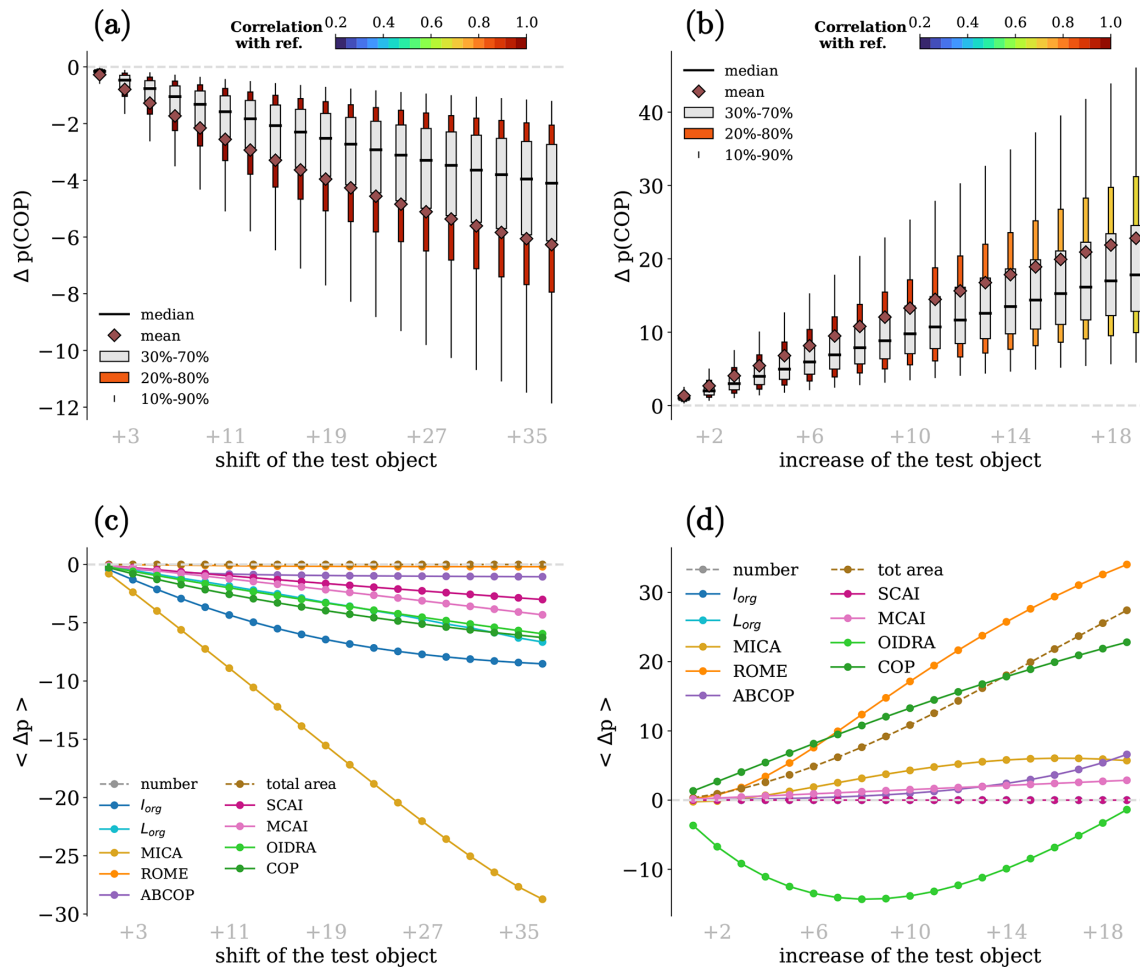 (a)
Correlation
with ref.
0.2 0.4 0.6 0.8 1.0
0
−2
−4
−6
−8
−10
−12
Δ p(COP)
median
mean
30%-70%
20%-80%
10%-90%
+3 +11 +19 +27 +35
shift of the test object
(b)
Correlation
with ref.
0.2 0.4 0.6 0.8 1.0
median
mean
30%-70%
20%-80%
10%-90%
40
30
20
10
0
Δ p(COP)
+2 +6 +10 +14 +18
increase of the test object
(c)
0
−5
−10
−15
−20
−25
−30
< Δp >
number
I_org
L_org
MICA
ROME
ABCOP
total area
SCAI
MCAI
OIDRA
COP
+3 +11 +19 +27 +35
shift of the test object
(d)
number
I_org
L_org
MICA
ROME
ABCOP
tot area
SCAI
MCAI
OIDRA
COP
30
20
10
0
−10
< Δp >
+2 +6 +10 +14 +18
increase of the test object